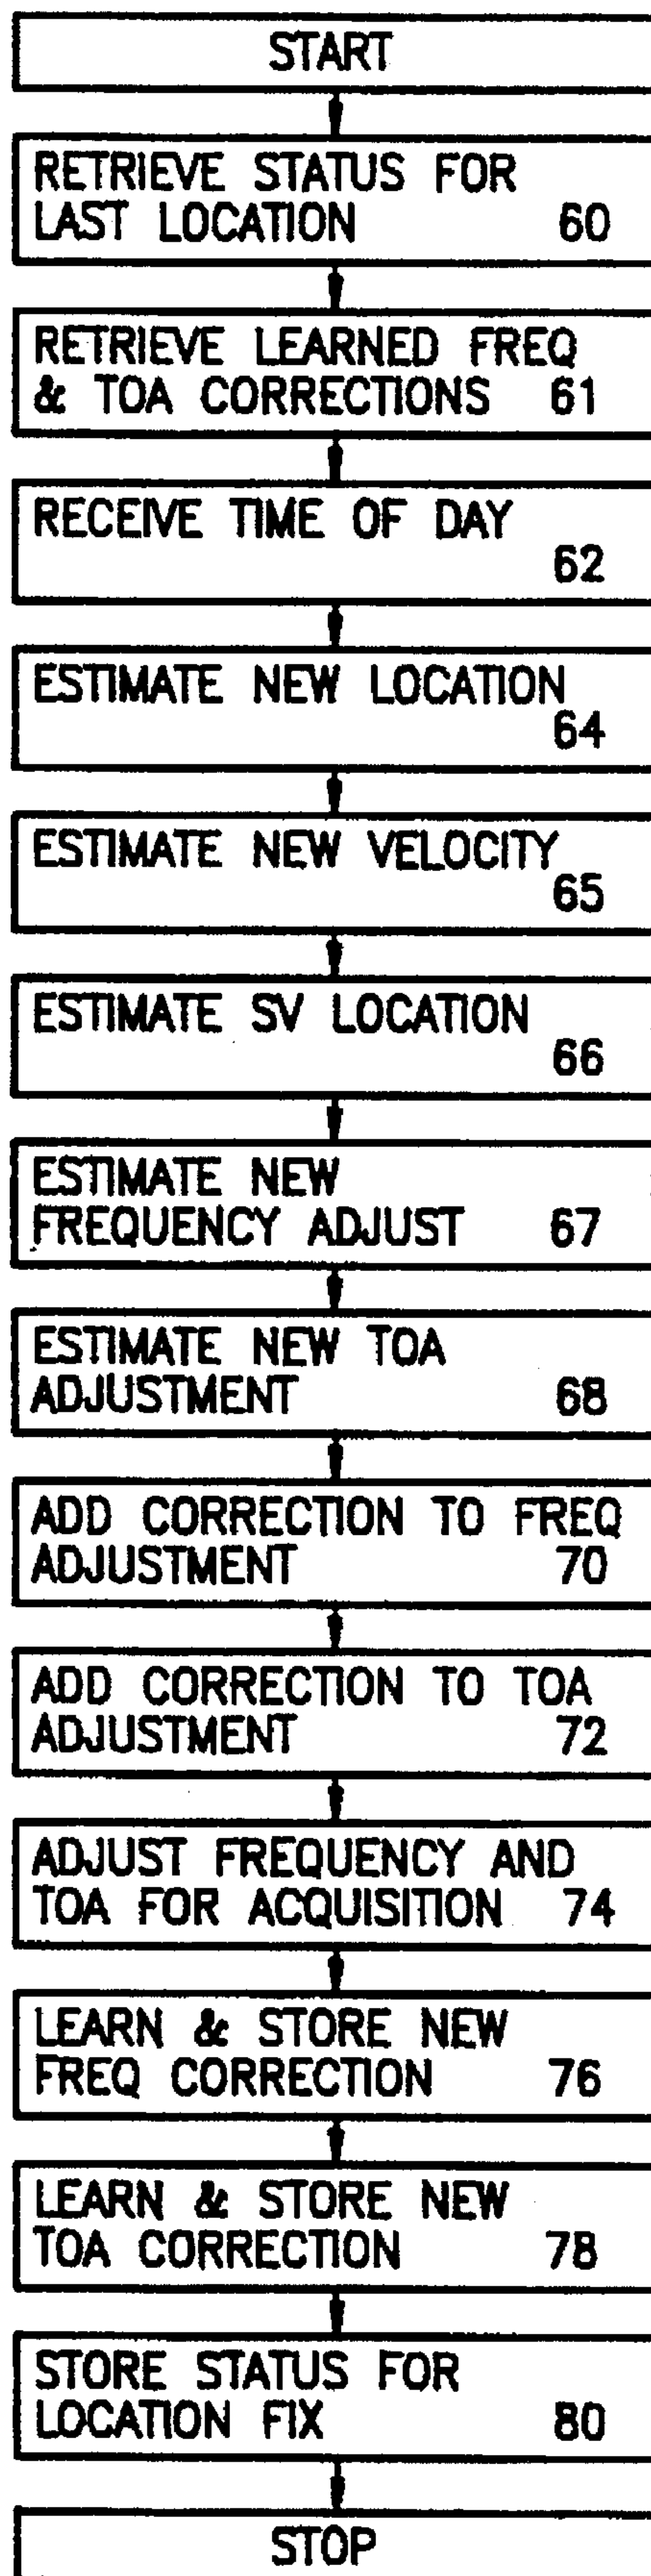 START
RETRIEVE STATUS FOR
LAST LOCATION 60
RETRIEVE LEARNED FREQ
& TOA CORRECTIONS 61
RECEIVE TIME OF DAY
62
ESTIMATE NEW LOCATION
64
ESTIMATE NEW VELOCITY
65
ESTIMATE SV LOCATION
66
ESTIMATE NEW
FREQUENCY ADJUST 67
ESTIMATE NEW TOA
ADJUSTMENT 68
ADD CORRECTION TO FREQ
ADJUSTMENT 70
ADD CORRECTION TO TOA
ADJUSTMENT 72
ADJUST FREQUENCY AND
TOA FOR ACQUISITION 74
LEARN & STORE NEW
FREQ CORRECTION 76
LEARN & STORE NEW
TOA CORRECTION 78
STORE STATUS FOR
LOCATION FIX 80
STOP